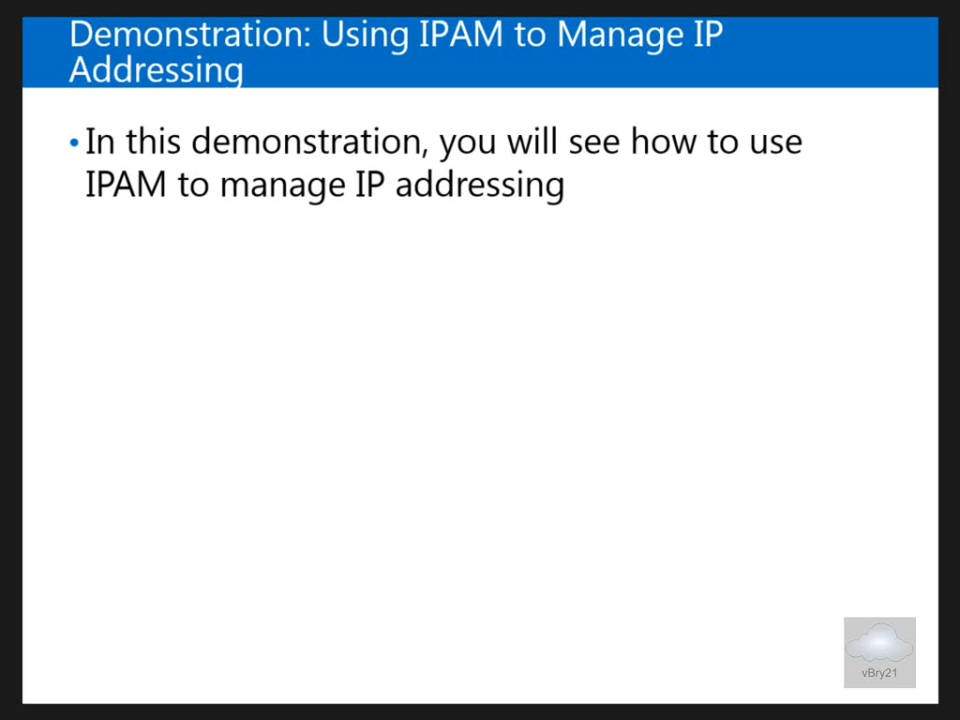 Demonstration: Using IPAM to Manage IP
Addressing
• In this demonstration, you will see how to use
IPAM to manage IP addressing
vBry21